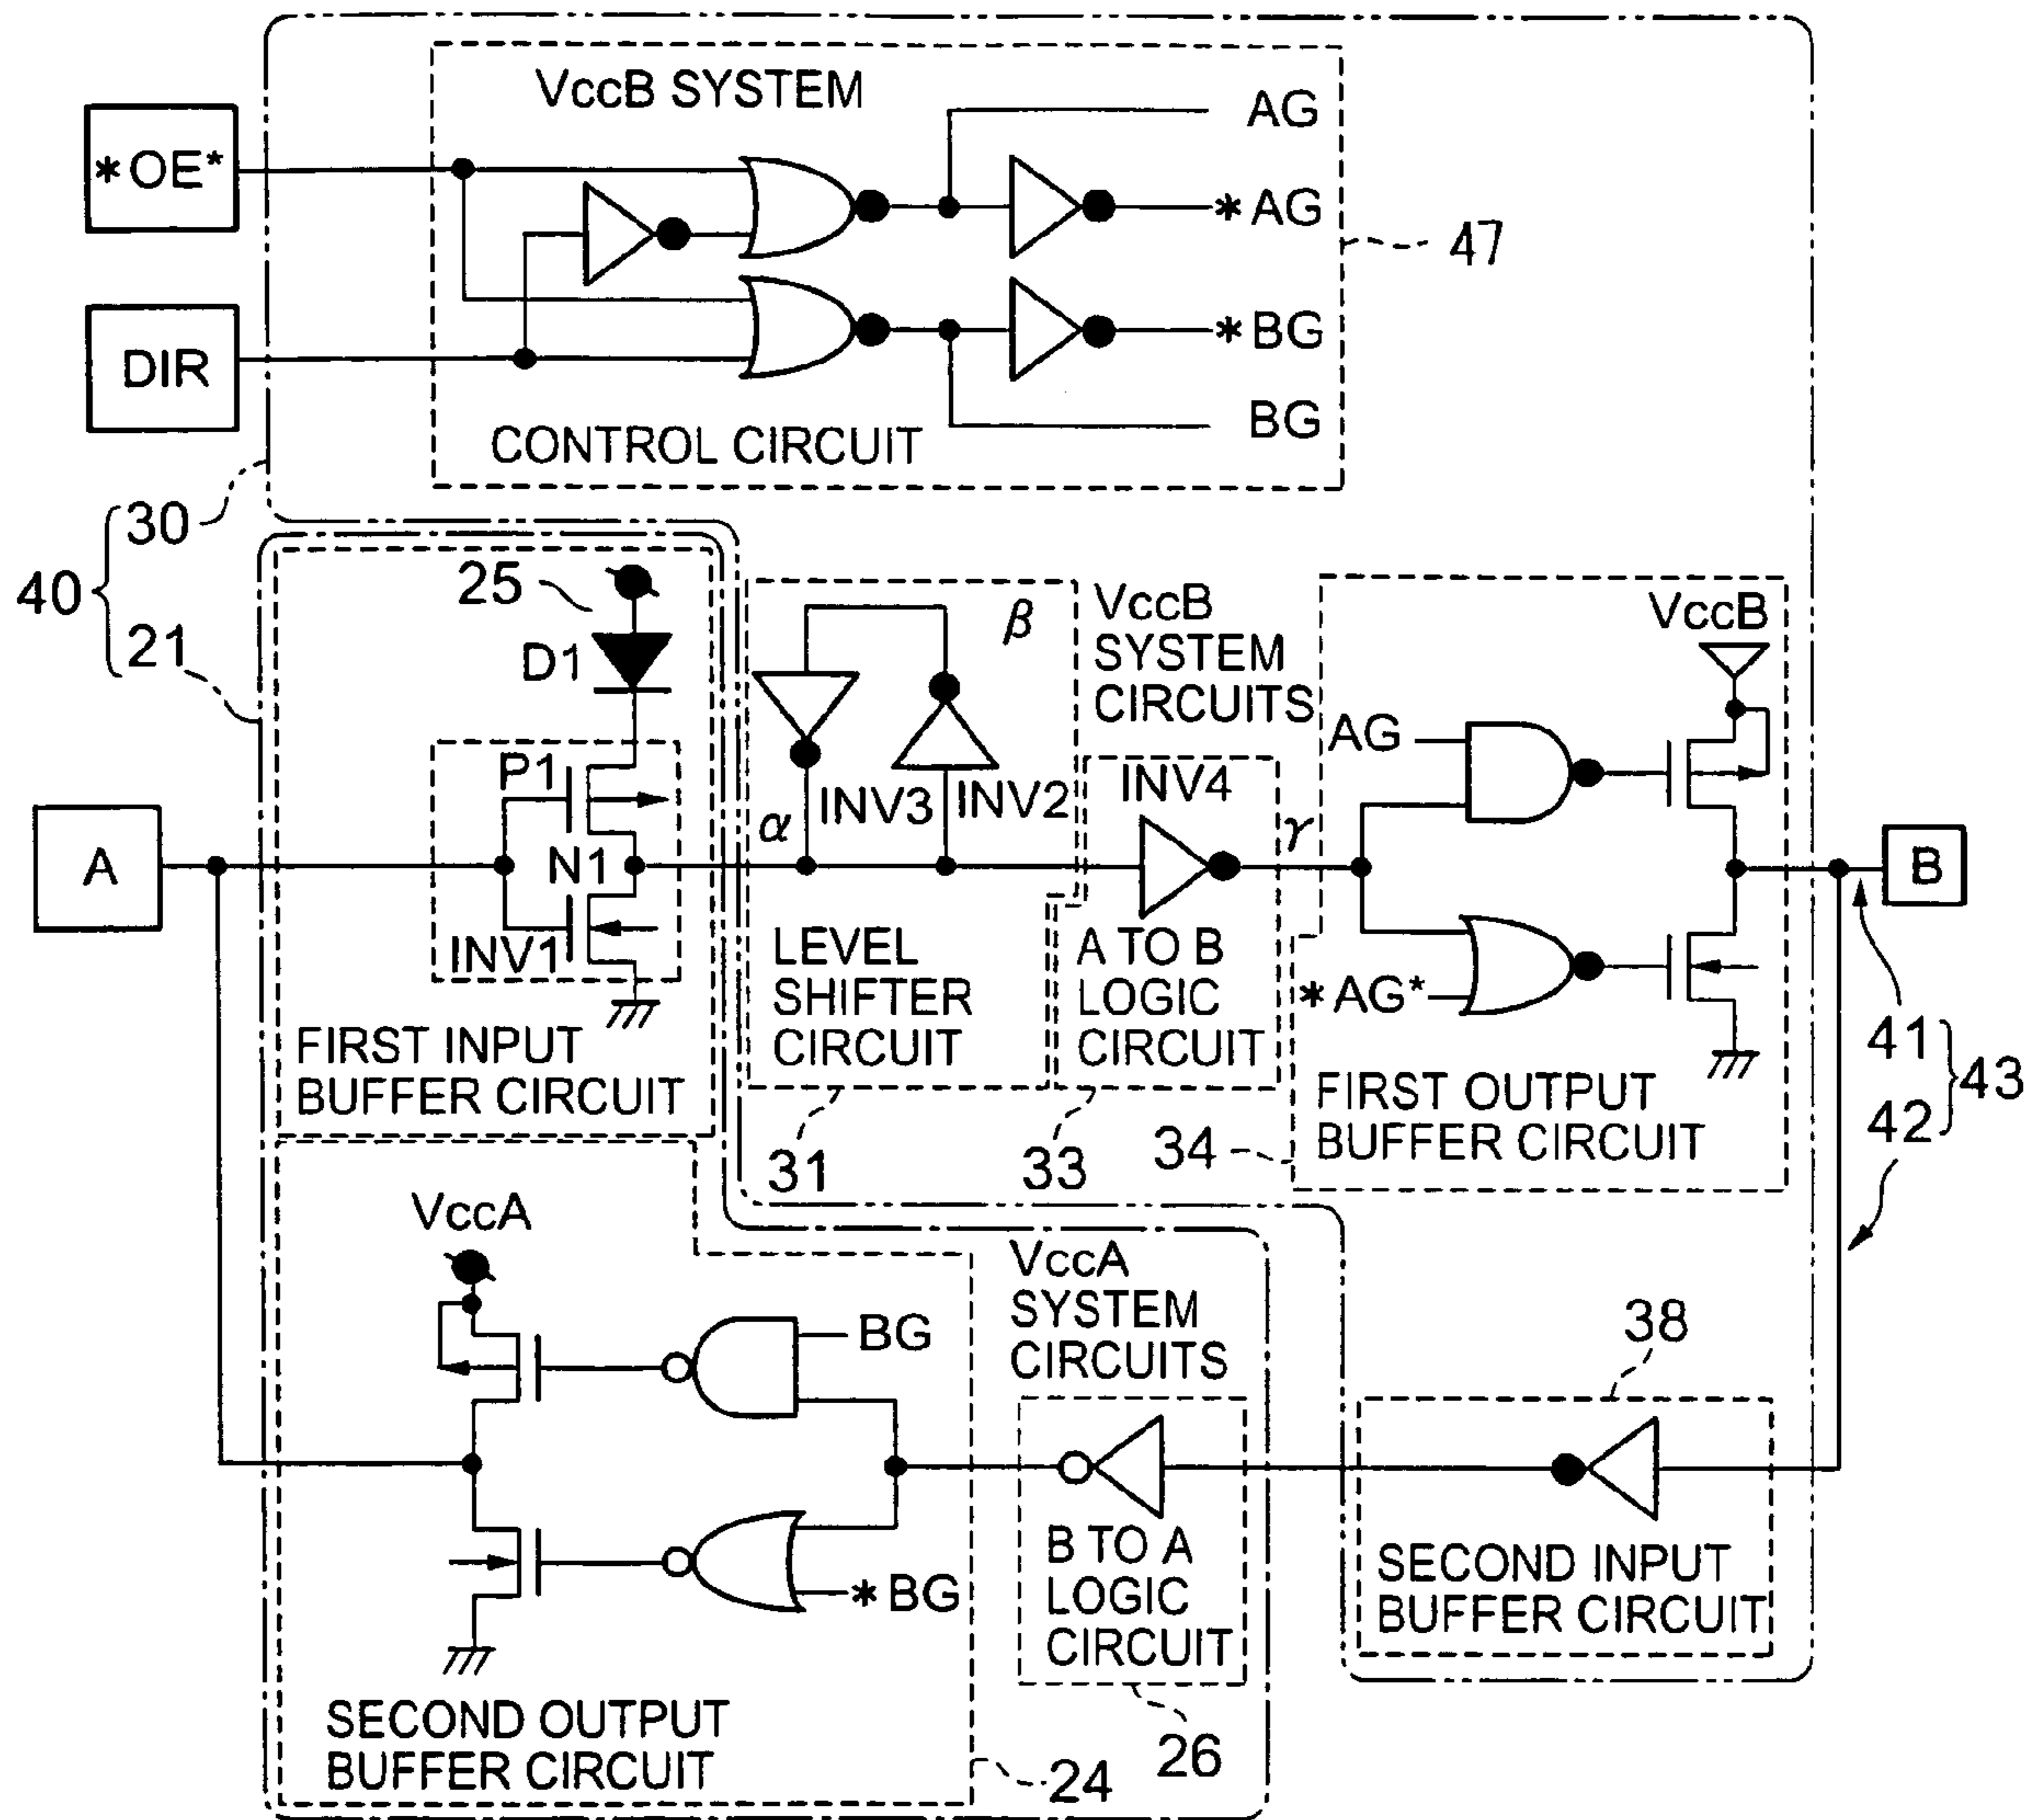 VccB SYSTEM
*OE*
DIR
AG
*AG
*BG
BG
CONTROL CIRCUIT
47
30
40
21
25
D1
P1
N1
INV1
A
FIRST INPUT
BUFFER CIRCUIT
β
α
INV3
INV2
LEVEL
SHIFTER
CIRCUIT
31
VccB
SYSTEM
CIRCUITS
INV4
γ
A TO B
LOGIC
CIRCUIT
33
VccB
AG
*AG*
FIRST OUTPUT
BUFFER CIRCUIT
34
B
41
42
43
VccA
BG
*BG
SECOND OUTPUT
BUFFER CIRCUIT
24
VccA
SYSTEM
CIRCUITS
B TO A
LOGIC
CIRCUIT
26
38
SECOND INPUT
BUFFER CIRCUIT